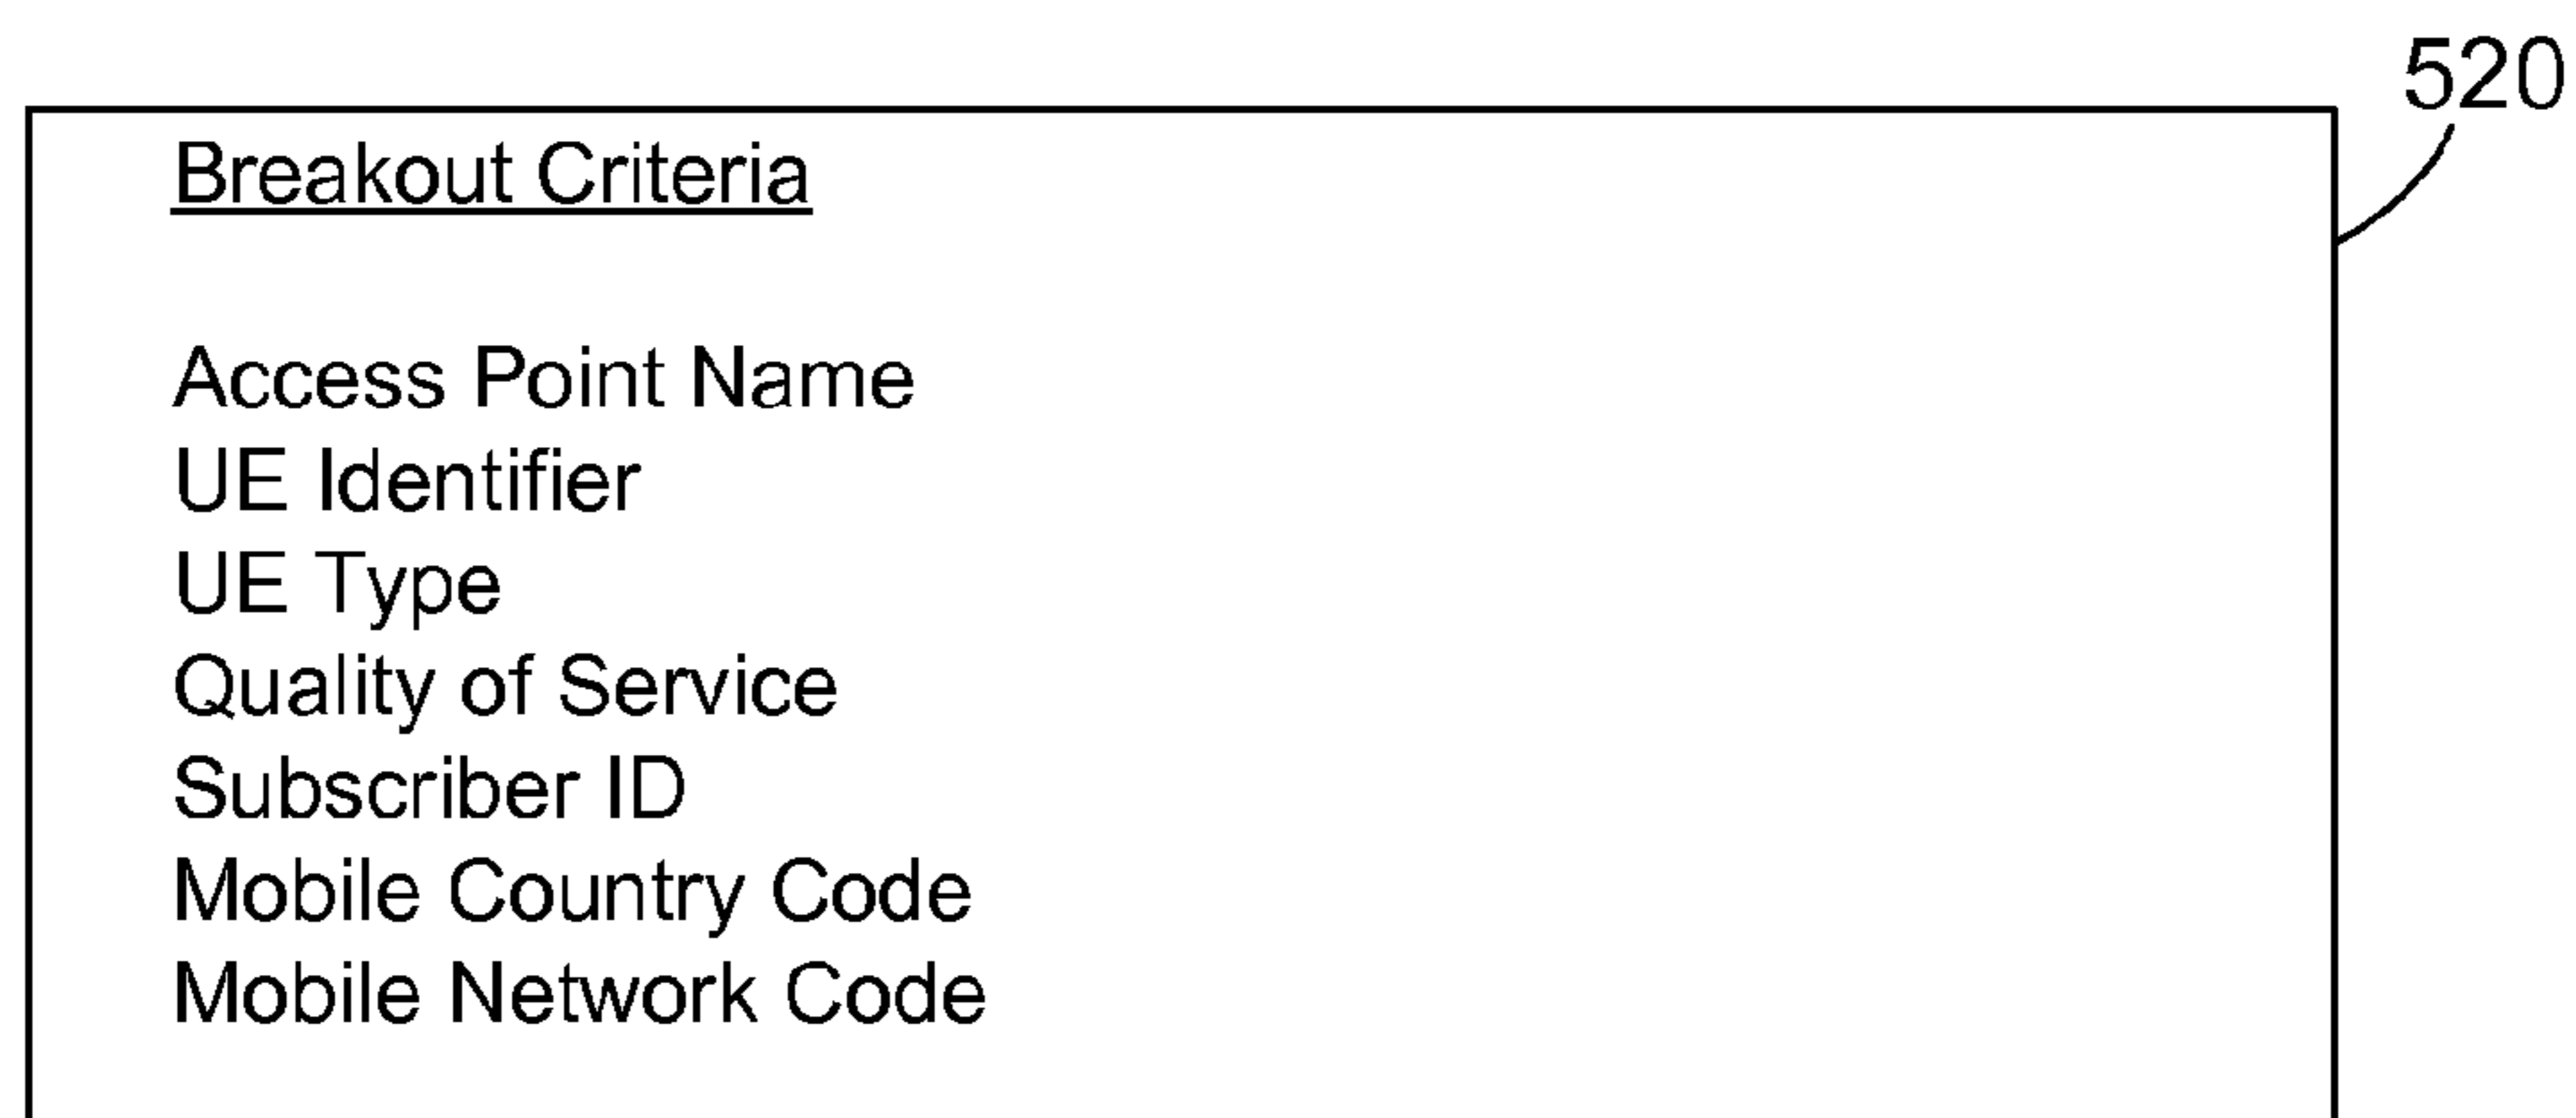 520
Breakout Criteria
Access Point Name
UE Identifier
UE Type
Quality of Service
Subscriber ID
Mobile Country Code
Mobile Network Code